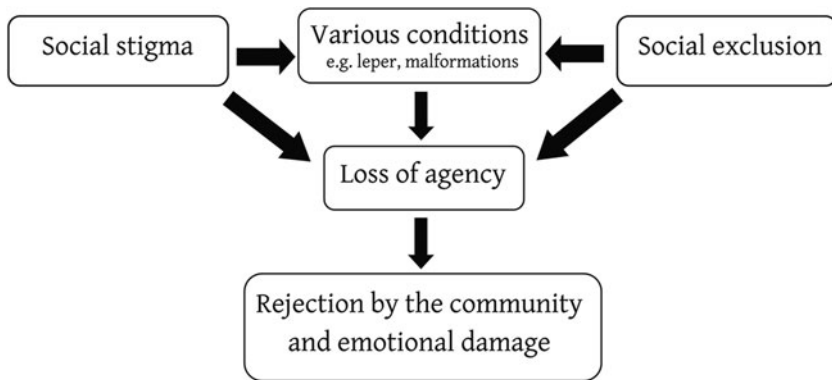 Social stigma
Various conditions
e.g. leper, malformations
Social exclusion
Loss of agency
Rejection by the community
and emotional damage